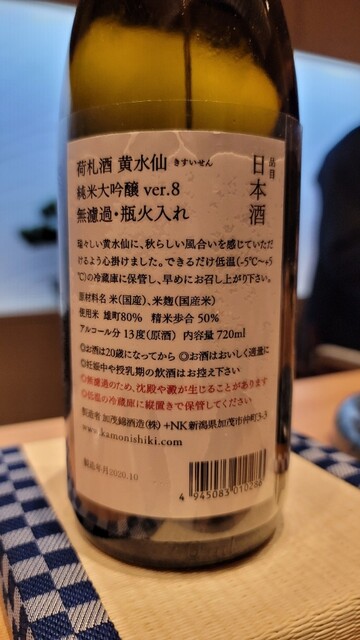 品目
日本酒
荷札酒 黄水仙 きすいせん
純米大吟醸 ver.8
無濾過・瓶火入れ
瑞々しい黄水仙に、秋らしい風合いを感じていただ
けるよう心掛けました。できるだけ低温(-5℃〜+5
℃)の冷蔵庫に保管し、早めにお召し上がり下さい。
原材料名 米(国産)、米麹(国産米)
使用米 雄町80% 精米歩合 50%
アルコール分 13度(原酒) 内容量 720ml
◎お酒は20歳になってから ◎お酒はおいしく適量に
◎妊娠中や授乳期の飲酒はお控え下さい
◎無濾過のため、沈殿や澱が生じることがあります
◎低温の冷蔵庫に縦置きで保管してください
製造者 加茂錦酒造(株) +NK新潟県加茂市仲町3-3
www.kamonishiki.com
製造年月2020.10
4 945083 010286